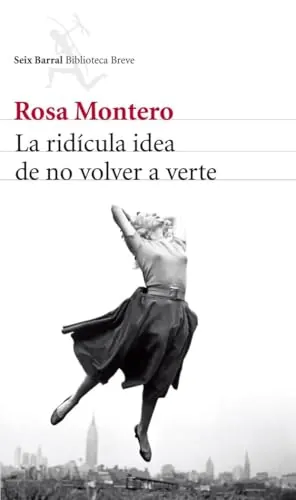 Seix Barral Biblioteca Breve
Rosa Montero
La ridícula idea
de no volver a verte